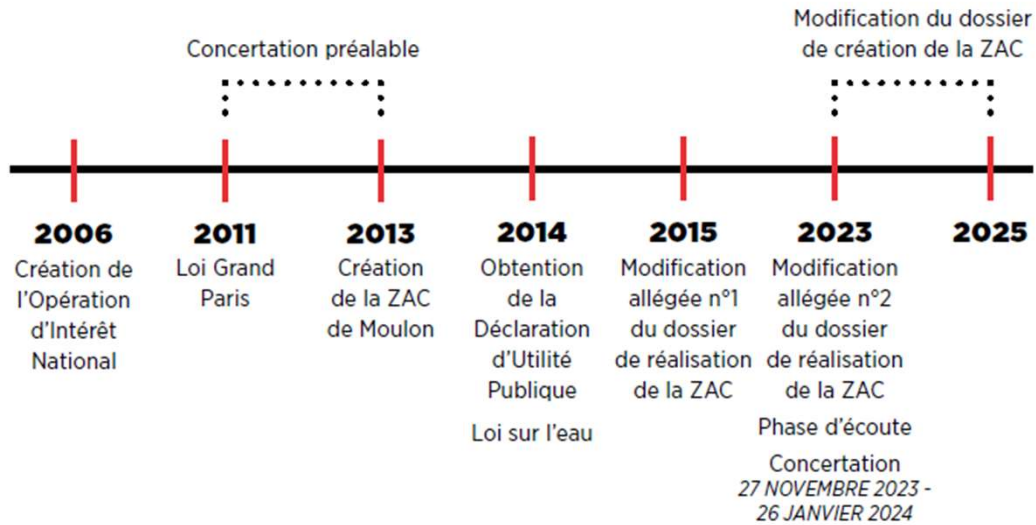 Concertation préalable
Modification du dossier
de création de la ZAC
2006
Création de
l'Opération
d'Intérêt
National
2011
Loi Grand
Paris
2013
Création
de la ZAC
de Moulon
2014
Obtention
de la
Déclaration
d'Utilité
Publique
Loi sur l'eau
2015
Modification
allégée n°1
du dossier
de réalisation
de la ZAC
2023
Modification
allégée n°2
du dossier
de réalisation
de la ZAC
Phase d'écoute
Concertation
27 NOVEMBRE 2023 -
26 JANVIER 2024
2025